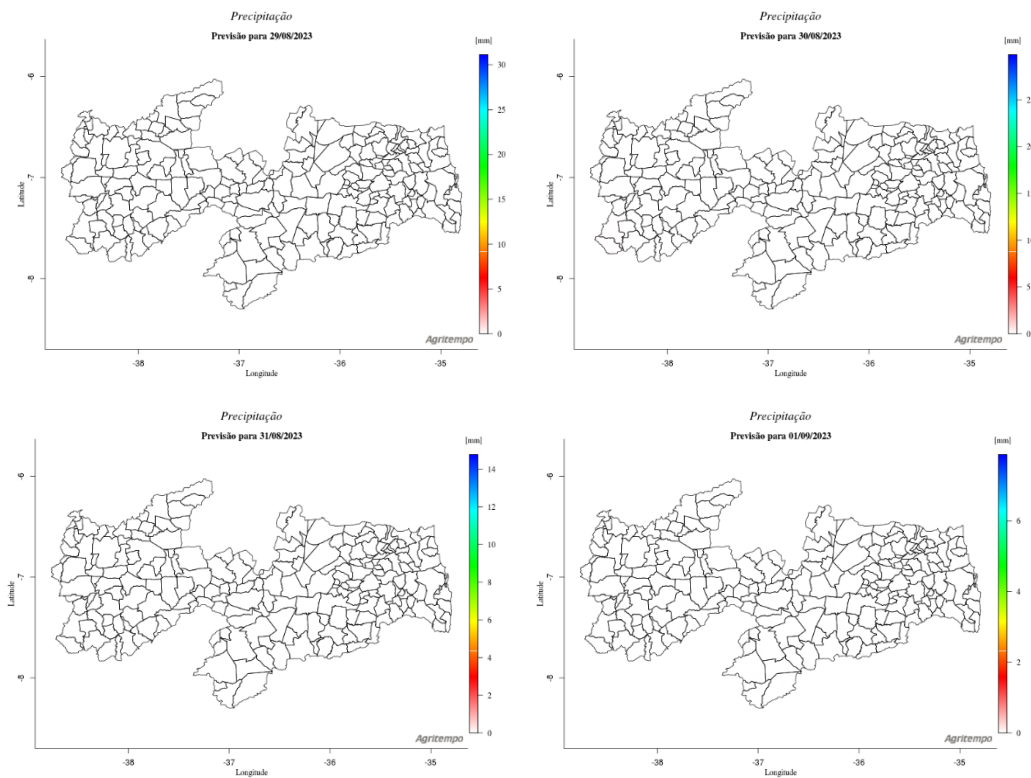 Precipitação
Previsão para 29/08/2023
[mm]
30
25
20
15
10
5
0
-6
-7
-8
Latitude
-38
-37
-36
-35
Longitude
Agritempo
Precipitação
Previsão para 30/08/2023
[mm]
10
5
0
-6
-7
-8
Latitude
-38
-37
-36
-35
Longitude
Agritempo
Precipitação
Previsão para 31/08/2023
[mm]
14
12
10
8
6
4
2
0
-6
-7
-8
Latitude
-38
-37
-36
-35
Longitude
Agritempo
Precipitação
Previsão para 01/09/2023
[mm]
6
4
2
0
-6
-7
-8
Latitude
-38
-37
-36
-35
Longitude
Agritempo